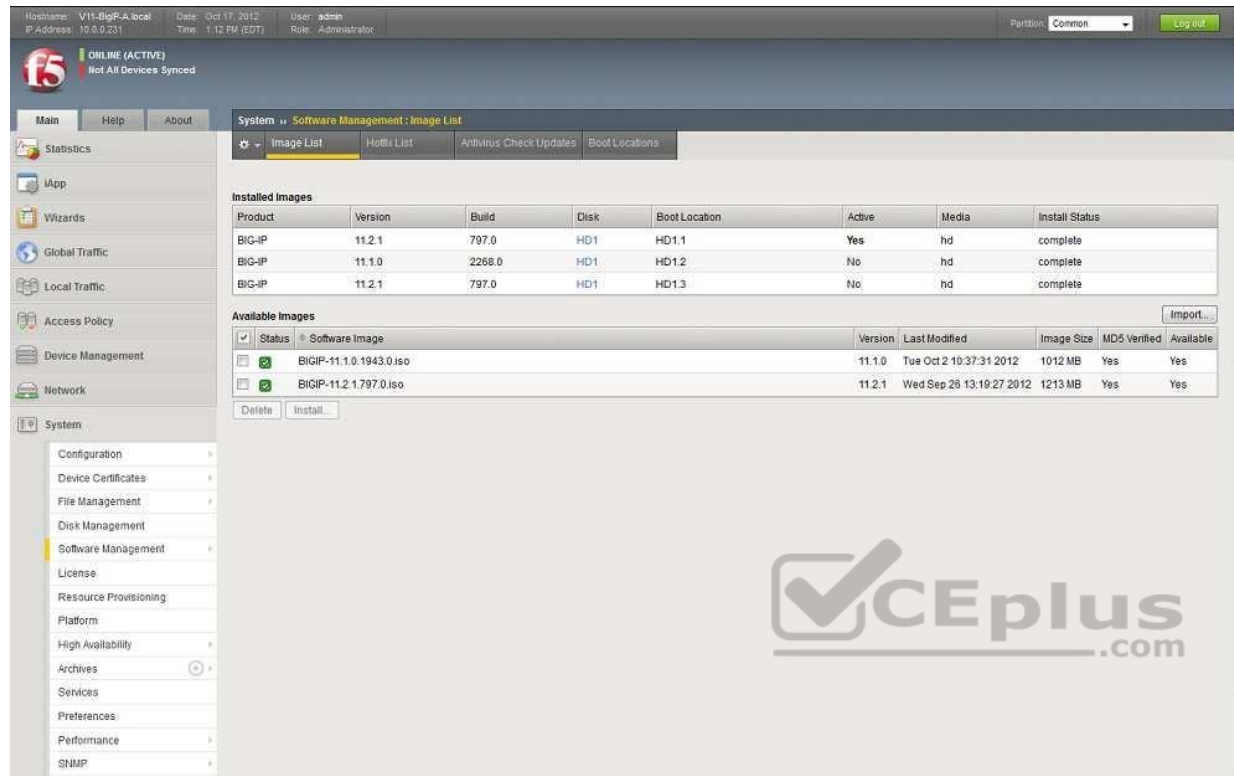 Hostname: V11-BigIP-A.local Date: Oct 17, 2012 User: admin
IP Address: 10.0.0.231 Time: 1:12 PM (EDT) Role: Administrator
Partition: Common Log out
f5
ONLINE (ACTIVE)
Not All Devices Synced
Main Help About
System ›› Software Management : Image List
Image List Hotfix List Antivirus Check Updates Boot Locations
Statistics
iApp
Wizards
Global Traffic
Local Traffic
Access Policy
Device Management
Network
System
Configuration
Device Certificates
File Management
Disk Management
Software Management
License
Resource Provisioning
Platform
High Availability
Archives
Services
Preferences
Performance
SNMP
Installed Images
Product Version Build Disk Boot Location Active Media Install Status
BIG-IP 11.2.1 797.0 HD1 HD1.1 Yes hd complete
BIG-IP 11.1.0 2268.0 HD1 HD1.2 No hd complete
BIG-IP 11.2.1 797.0 HD1 HD1.3 No hd complete
Available Images Import...
Status Software Image Version Last Modified Image Size MD5 Verified Available
BIGIP-11.1.0.1943.0.iso 11.1.0 Tue Oct 2 10:37:31 2012 1012 MB Yes Yes
BIGIP-11.2.1.797.0.iso 11.2.1 Wed Sep 26 13:19:27 2012 1213 MB Yes Yes
Delete Install...
VCEplus
.com